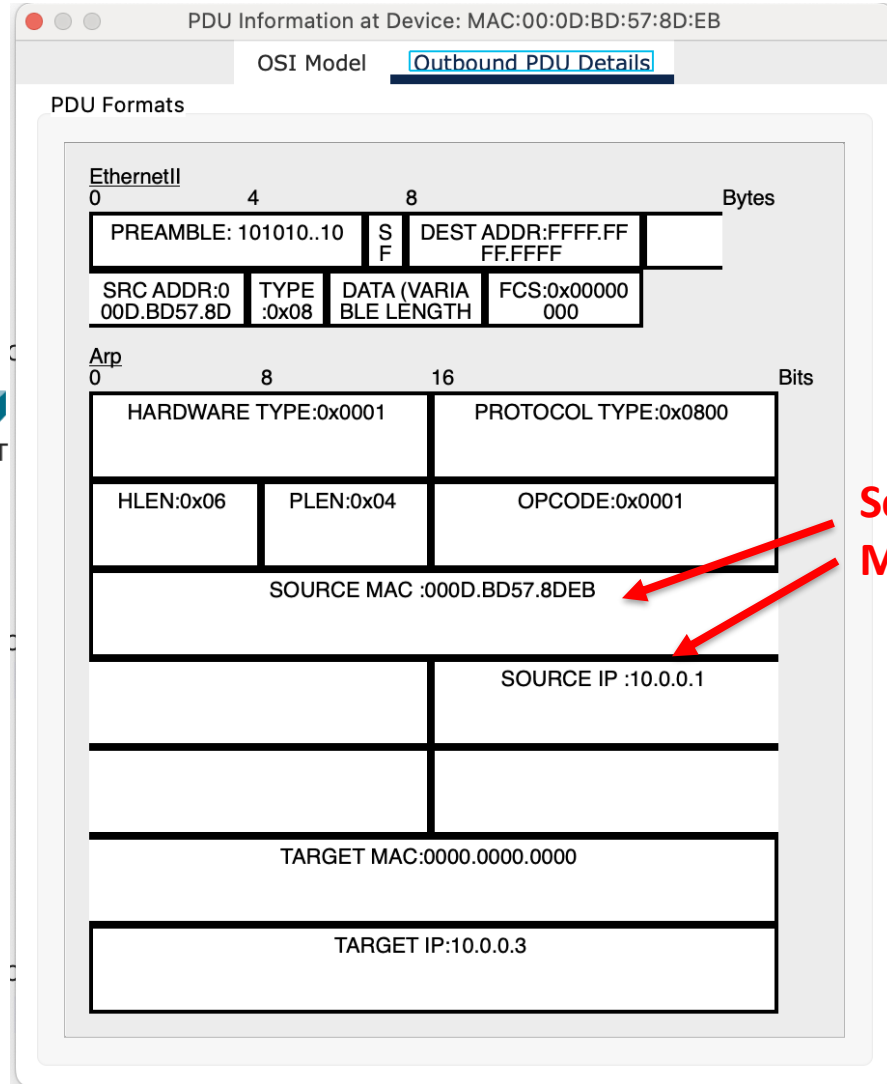 PDU Information at Device: MAC:00:0D:BD:57:8D:EB
OSI Model Outbound PDU Details
PDU Formats
EthernetII
0 4 8 Bytes
PREAMBLE: 101010..10 S F DEST ADDR:FFFF.FF
FF.FFFF
SRC ADDR:0 TYPE DATA (VARIA FCS:0x00000
00D.BD57.8D :0x08 BLE LENGTH 000
Arp
0 8 16 Bits
HARDWARE TYPE:0x0001 PROTOCOL TYPE:0x0800
HLEN:0x06 PLEN:0x04 OPCODE:0x0001
SOURCE MAC :000D.BD57.8DEB
SOURCE IP :10.0.0.1
TARGET MAC:0000.0000.0000
TARGET IP:10.0.0.3